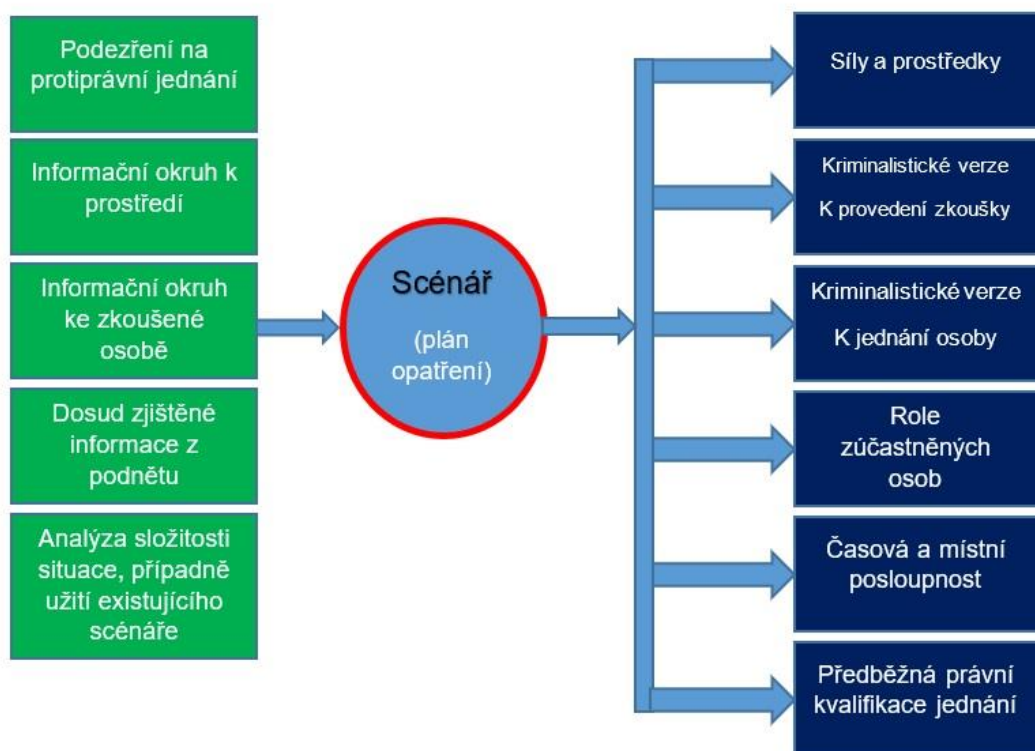 Podezření na
protiprávní jednání
Informační okruh k
prostředí
Informační okruh
ke zkoušené
osobě
Dosud zjištěné
informace z
podnětu
Analýza složitosti
situace, případně
užití existujícího
scénáře
Scénář
(plán
opatření)
Síly a prostředky
Kriminalistické verze
K provedení zkoušky
Kriminalistické verze
K jednání osoby
Role
zúčastněných
osob
Časová a místní
posloupnost
Předběžná právní
kvalifikace jednání